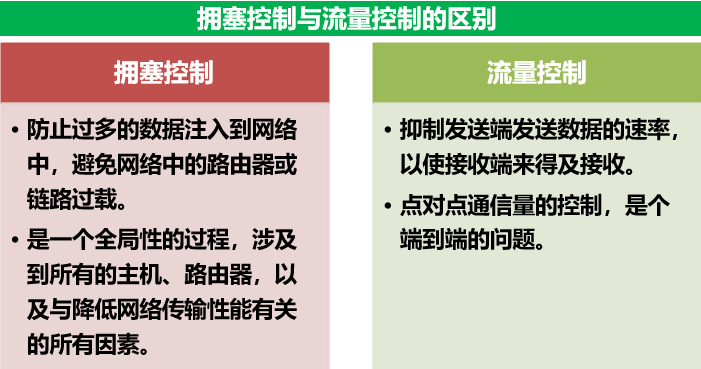 拥塞控制与流量控制的区别
拥塞控制
• 防止过多的数据注入到网络
中，避免网络中的路由器或
链路过载。
• 是一个全局性的过程，涉及
到所有的主机、路由器，以
及与降低网络传输性能有关
的所有因素。
流量控制
• 抑制发送端发送数据的速率，
以使接收端来得及接收。
• 点对点通信量的控制，是个
端到端的问题。